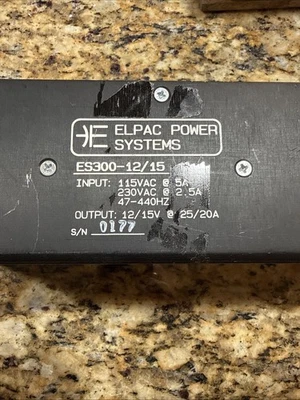 ELPAC POWER
SYSTEMS
ES300-12/15
INPUT: 115VAC @ 5A
230VAC @ 2.5A
47-440HZ
OUTPUT: 12/15V @ 25/20A
S/N 0177